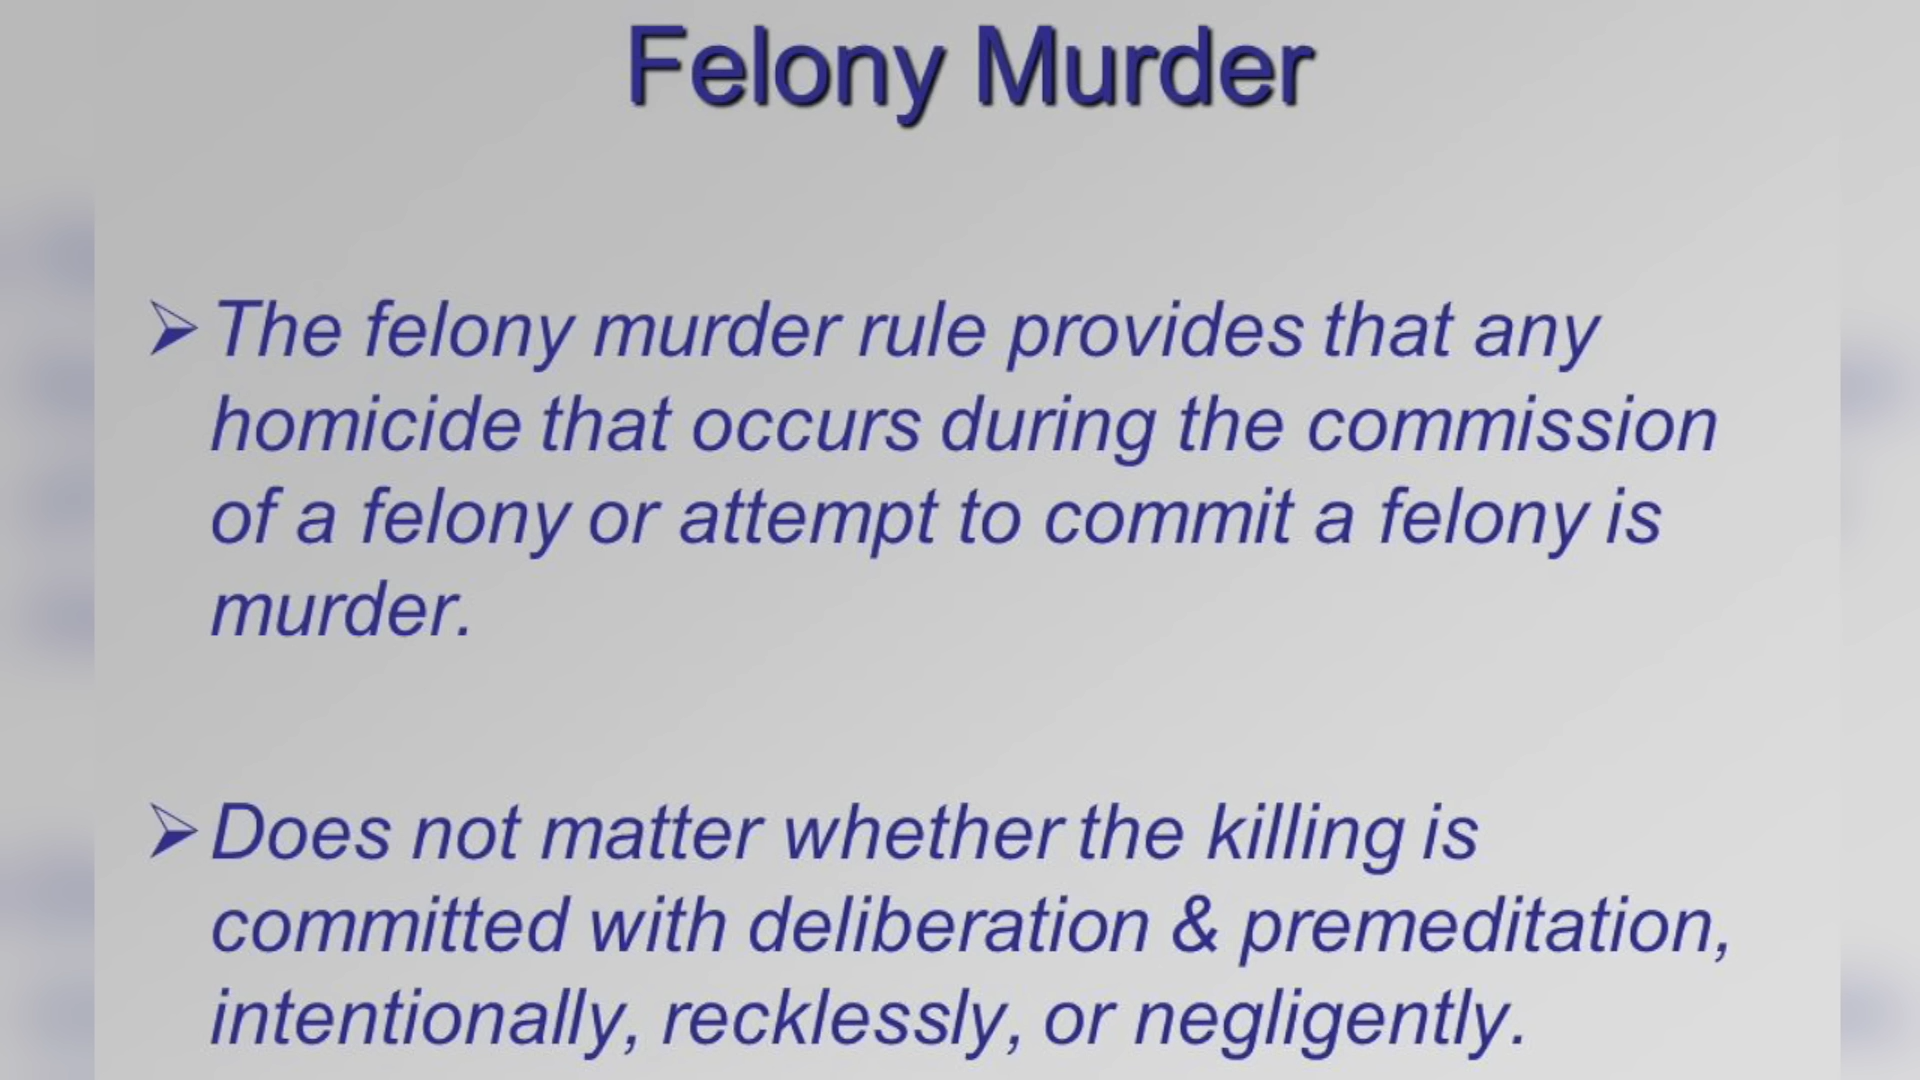 Felony Murder
➢ The felony murder rule provides that any
homicide that occurs during the commission
of a felony or attempt to commit a felony is
murder.
➢ Does not matter whether the killing is
committed with deliberation & premeditation,
intentionally, recklessly, or negligently.